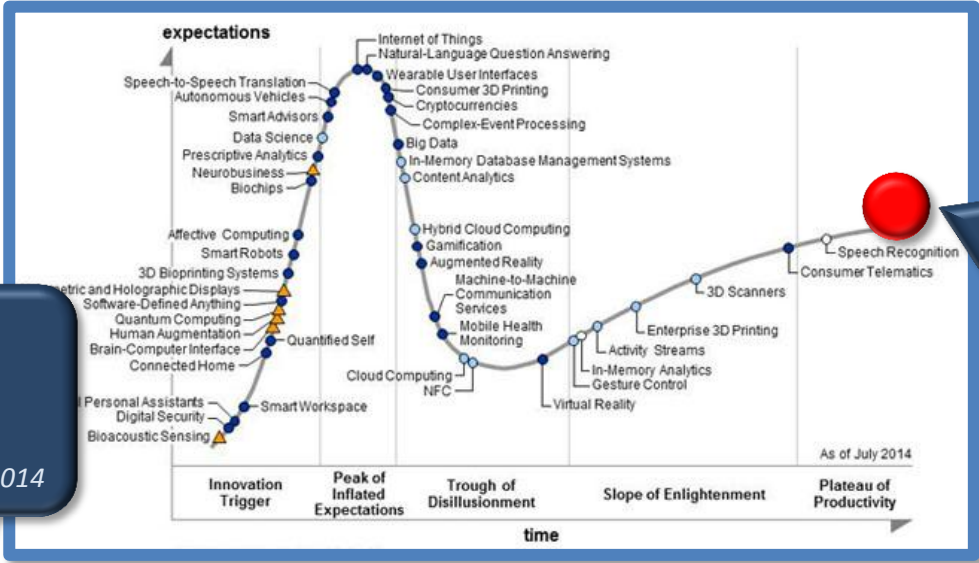 expectations
Internet of Things
Natural-Language Question Answering
Wearable User Interfaces
Consumer 3D Printing
Cryptocurrencies
Complex-Event Processing
Speech-to-Speech Translation
Autonomous Vehicles
Smart Advisors
Data Science
Prescriptive Analytics
Neurobusiness
Biochips
Big Data
In-Memory Database Management Systems
Content Analytics
Affective Computing
Smart Robots
3D Bioprinting Systems
and Holographic Displays
Software-Defined Anything
Quantum Computing
Human Augmentation
Brain-Computer Interface
Connected Home
Quantified Self
Personal Assistants
Digital Security
Bioacoustic Sensing
Smart Workspace
Hybrid Cloud Computing
Gamification
Augmented Reality
Machine-to-Machine
Communication
Services
Mobile Health
Monitoring
Cloud Computing
NFC
Virtual Reality
Gesture Control
In-Memory Analytics
Activity Streams
Enterprise 3D Printing
3D Scanners
Consumer Telematics
Speech Recognition
As of July 2014
Innovation
Trigger
Peak of
Inflated
Expectations
Trough of
Disillusionment
Slope of Enlightenment
Plateau of
Productivity
time
014